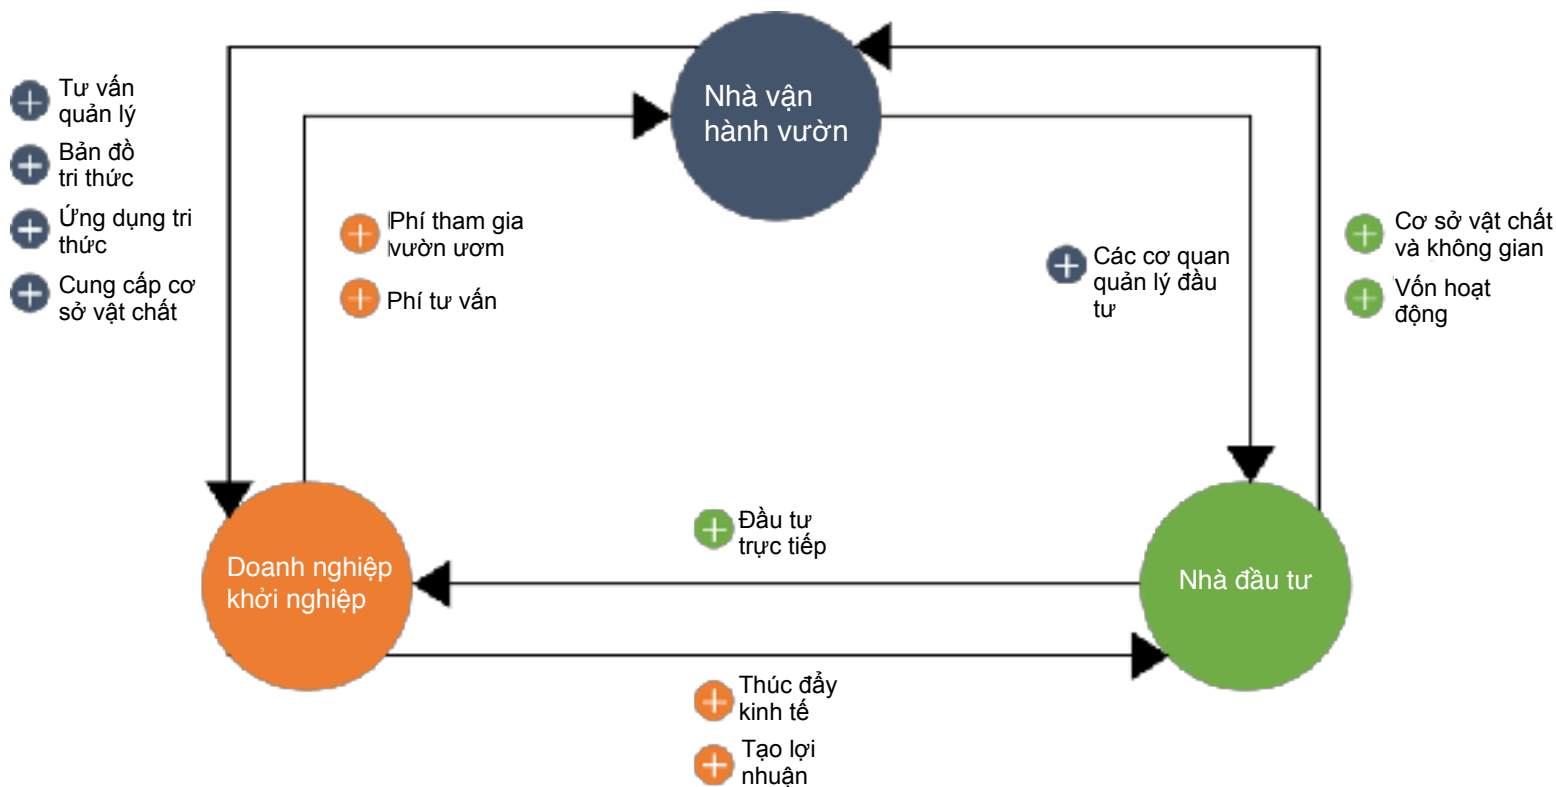 Nhà vận
hành vườn
Tư vấn
quản lý
Bản đồ
tri thức
Ứng dụng tri
thức
Cung cấp cơ
sở vật chất
Phí tham gia
vườn ươm
Phí tư vấn
Các cơ quan
quản lý đầu
tư
Cơ sở vật chất
và không gian
Vốn hoạt
động
Doanh nghiệp
khởi nghiệp
Đầu tư
trực tiếp
Nhà đầu tư
Thúc đẩy
kinh tế
Tạo lợi
nhuận